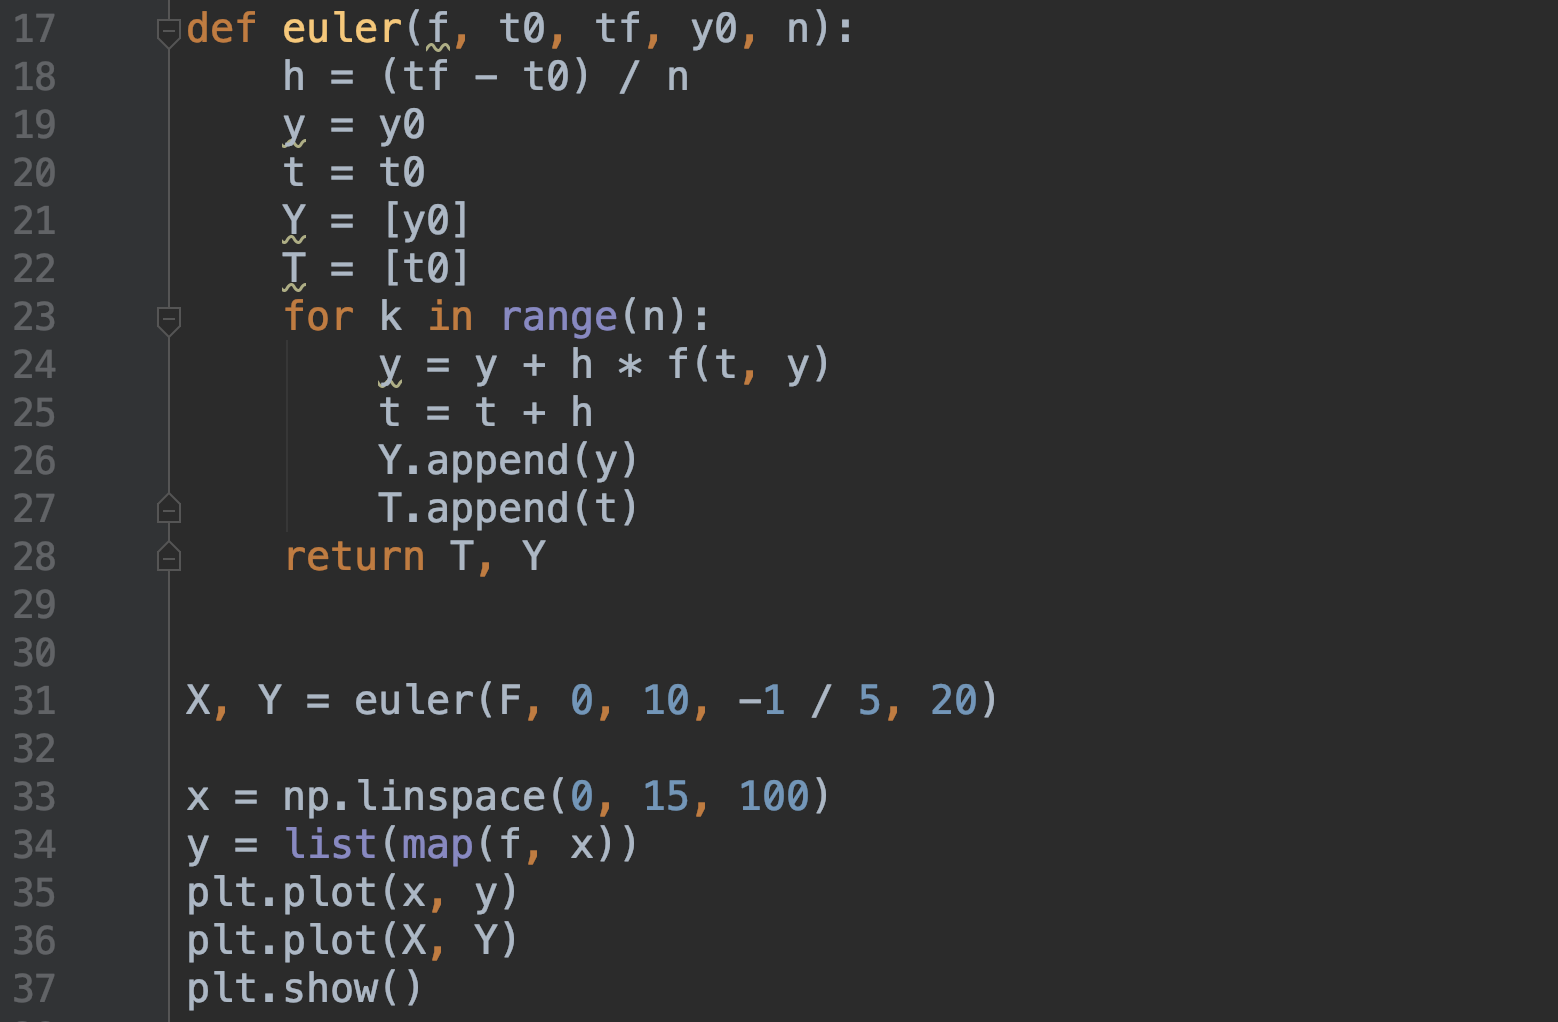 17 def euler(f, t0, tf, y0, n):
18     h = (tf - t0) / n
19     y = y0
20     t = t0
21     Y = [y0]
22     T = [t0]
23     for k in range(n):
24         y = y + h * f(t, y)
25         t = t + h
26         Y.append(y)
27         T.append(t)
28     return T, Y
29
30
31 X, Y = euler(F, 0, 10, -1 / 5, 20)
32
33 x = np.linspace(0, 15, 100)
34 y = list(map(f, x))
35 plt.plot(x, y)
36 plt.plot(X, Y)
37 plt.show()